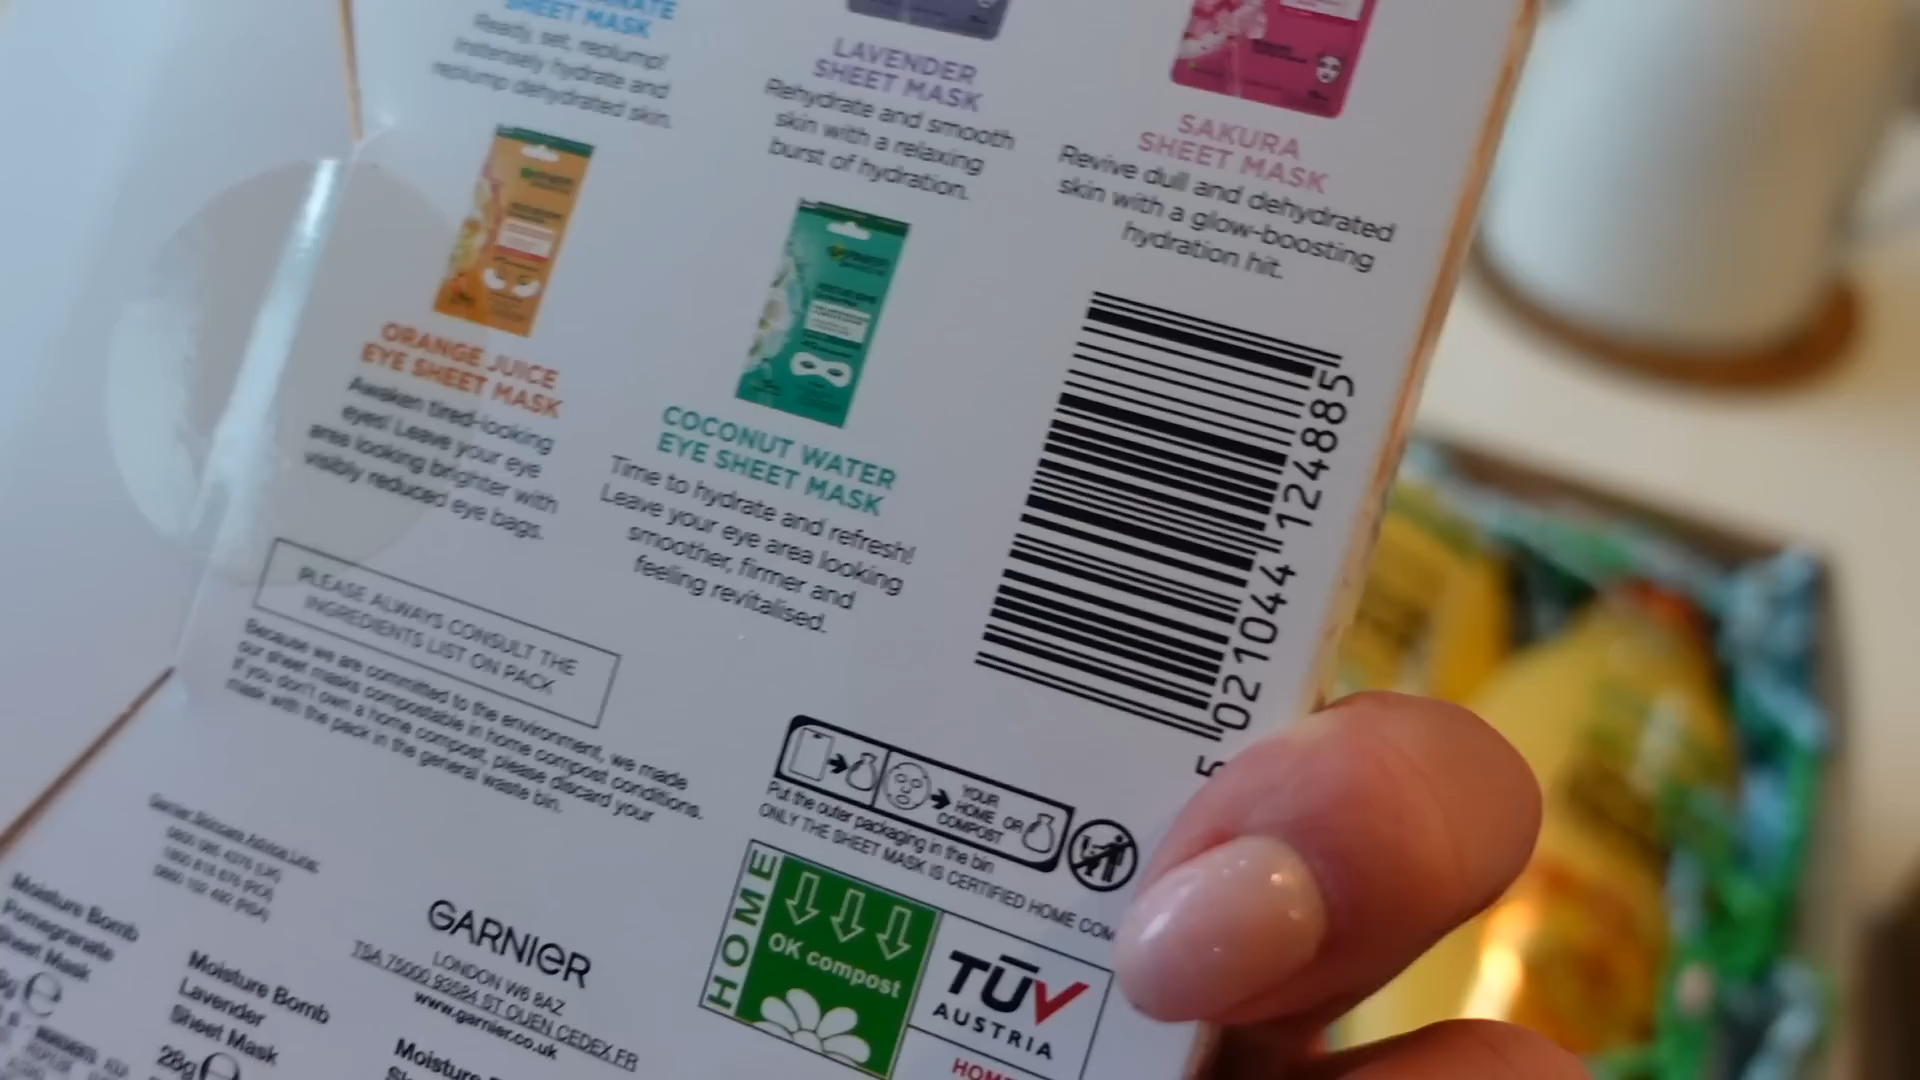 SHEET MASK
Ready, set, replump!
Intensely hydrate and
replump dehydrated skin.
LAVENDER
SHEET MASK
Rehydrate and smooth
skin with a relaxing
burst of hydration.
SAKURA
SHEET MASK
Revive dull and dehydrated
skin with a glow-boosting
hydration hit.
ORANGE JUICE
EYE SHEET MASK
Awaken tired-looking
eyes! Leave your eye
area looking brighter with
visibly reduced eye bags.
COCONUT WATER
EYE SHEET MASK
Time to hydrate and refresh!
Leave your eye area looking
smoother, firmer and
feeling revitalised.
5 021044 124885
PLEASE ALWAYS CONSULT THE
INGREDIENTS LIST ON PACK
Because we are committed to the environment, we made
our sheet masks compostable in home compost conditions.
If you don't own a home compost, please discard your
mask with the pack in the general waste bin.
YOUR
HOME OR
COMPOST
Put the outer packaging in the bin
ONLY THE SHEET MASK IS CERTIFIED HOME COM
HOME
OK compost
TÜV
AUSTRIA
HOME
Garnier Skincare Advice Line:
GARNIER
LONDON W6 8AZ
TSA 75000 93584 ST OUEN CEDEX FR
www.garnier.co.uk
Moisture Bomb
Pomegranate
Sheet Mask
Moisture Bomb
Lavender
Sheet Mask
28g ℮
Moisture